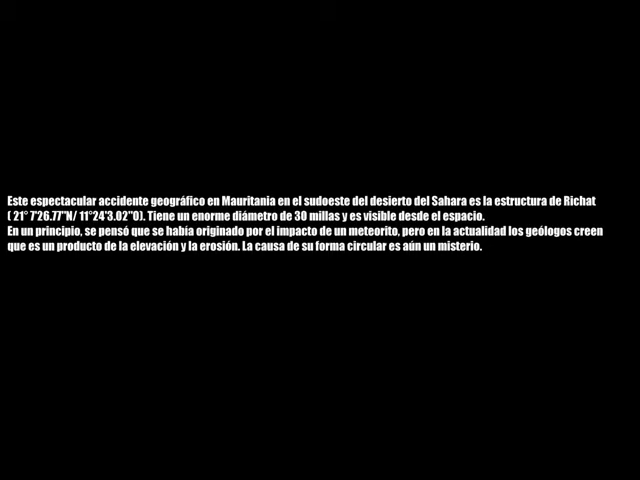 Este espectacular accidente geográfico en Mauritania en el sudoeste del desierto del Sahara es la estructura de Richat
( 21° 7'26.77"N/ 11°24'3.02"O). Tiene un enorme diámetro de 30 millas y es visible desde el espacio.
En un principio, se pensó que se había originado por el impacto de un meteorito, pero en la actualidad los geólogos creen
que es un producto de la elevación y la erosión. La causa de su forma circular es aún un misterio.